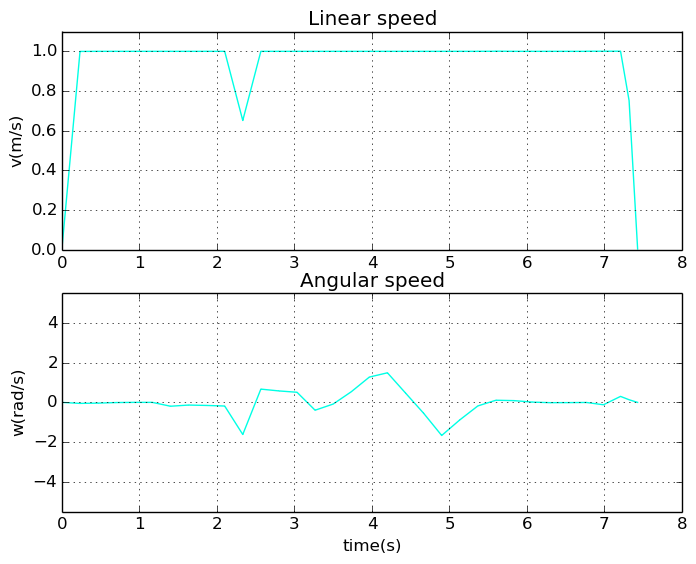 Linear speed
1.0
0.8
0.6
0.4
0.2
0.0
v(m/s)
0 1 2 3 4 5 6 7 8
Angular speed
4
2
0
−2
−4
w(rad/s)
0 1 2 3 4 5 6 7 8
time(s)